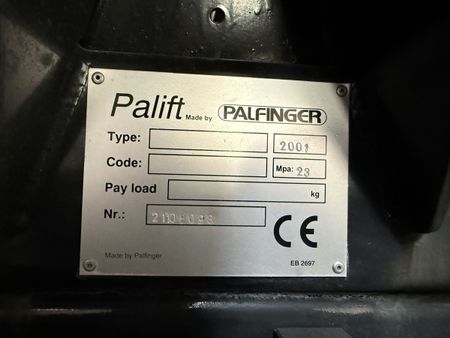 Palift Made by PALFINGER
Type: 2001
Code: Mpa: 23
Pay load kg
Nr.:
CE
Made by Palfinger
EB 2697